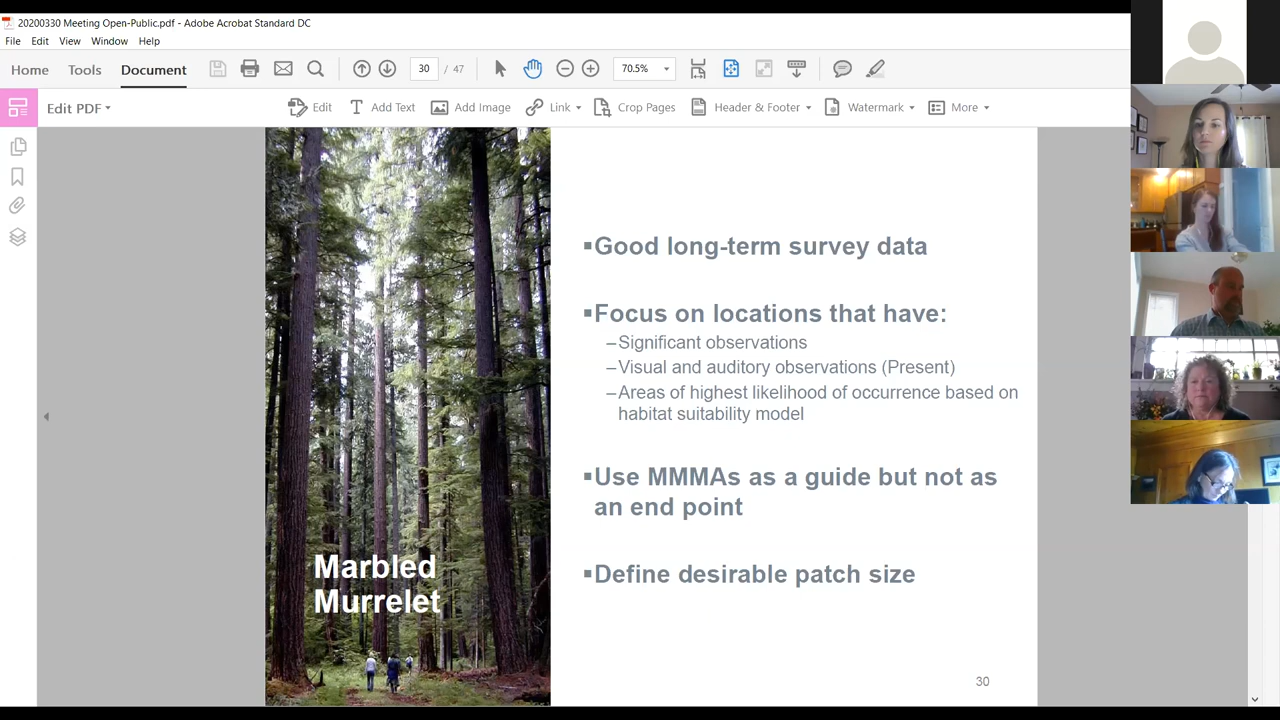 20200330 Meeting Open-Public.pdf - Adobe Acrobat Standard DC
File Edit View Window Help
Home Tools Document 30 / 47 70.5%
Edit PDF Edit Add Text Add Image Link Crop Pages Header & Footer Watermark More
▪Good long-term survey data
▪Focus on locations that have:
–Significant observations
–Visual and auditory observations (Present)
–Areas of highest likelihood of occurrence based on
habitat suitability model
▪Use MMMAs as a guide but not as
an end point
▪Define desirable patch size
Marbled
Murrelet
30